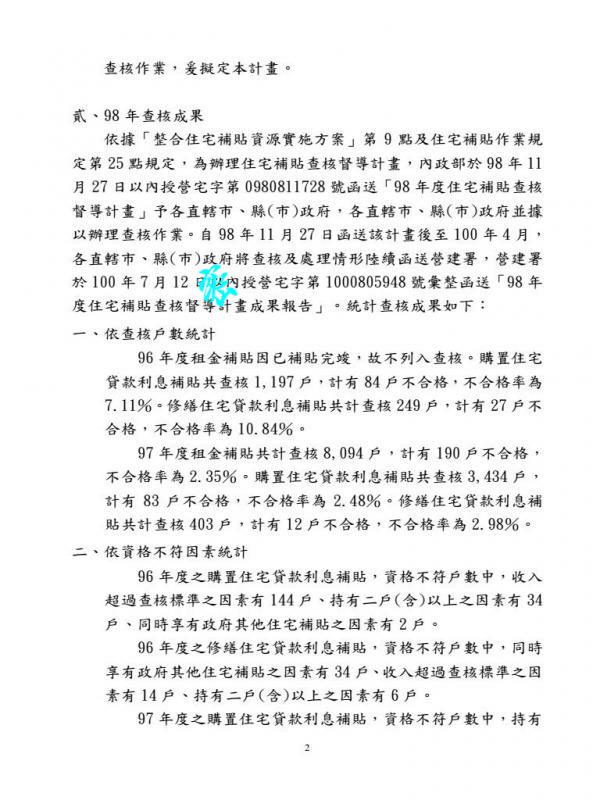 查核作業，爰擬定本計畫。
貳、98 年查核成果
依據「整合住宅補貼資源實施方案」第 9 點及住宅補貼作業規
定第 25 點規定，為辦理住宅補貼查核督導計畫，內政部於 98 年 11
月 27 日以內授營宅字第 0980811728 號函送「98 年度住宅補貼查核
督導計畫」予各直轄市、縣(市)政府，各直轄市、縣(市)政府並據
以辦理查核作業。自 98 年 11 月 27 日函送該計畫後至 100 年 4 月，
各直轄市、縣(市)政府將查核及處理情形陸續函送營建署，營建署
於 100 年 7 月 12 日以內授營宅字第 1000805948 號彙整函送「98 年
度住宅補貼查核督導計畫成果報告」。統計查核成果如下：
一、依查核戶數統計
96 年度租金補貼因已補貼完竣，故不列入查核。購置住宅
貸款利息補貼共查核 1,197 戶，計有 84 戶不合格，不合格率為
7.11%。修繕住宅貸款利息補貼共計查核 249 戶，計有 27 戶不
合格，不合格率為 10.84%。
97 年度租金補貼共計查核 8,094 戶，計有 190 戶不合格，
不合格率為 2.35%。購置住宅貸款利息補貼共查核 3,434 戶，
計有 83 戶不合格，不合格率為 2.48%。修繕住宅貸款利息補
貼共計查核 403 戶，計有 12 戶不合格，不合格率為 2.98%。
二、依資格不符因素統計
96 年度之購置住宅貸款利息補貼，資格不符戶數中，收入
超過查核標準之因素有 144 戶、持有二戶(含)以上之因素有 34
戶、同時享有政府其他住宅補貼之因素有 2 戶。
96 年度之修繕住宅貸款利息補貼，資格不符戶數中，同時
享有政府其他住宅補貼之因素有 34 戶、收入超過查核標準之因
素有 14 戶、持有二戶(含)以上之因素有 6 戶。
97 年度之購置住宅貸款利息補貼，資格不符戶數中，持有
2